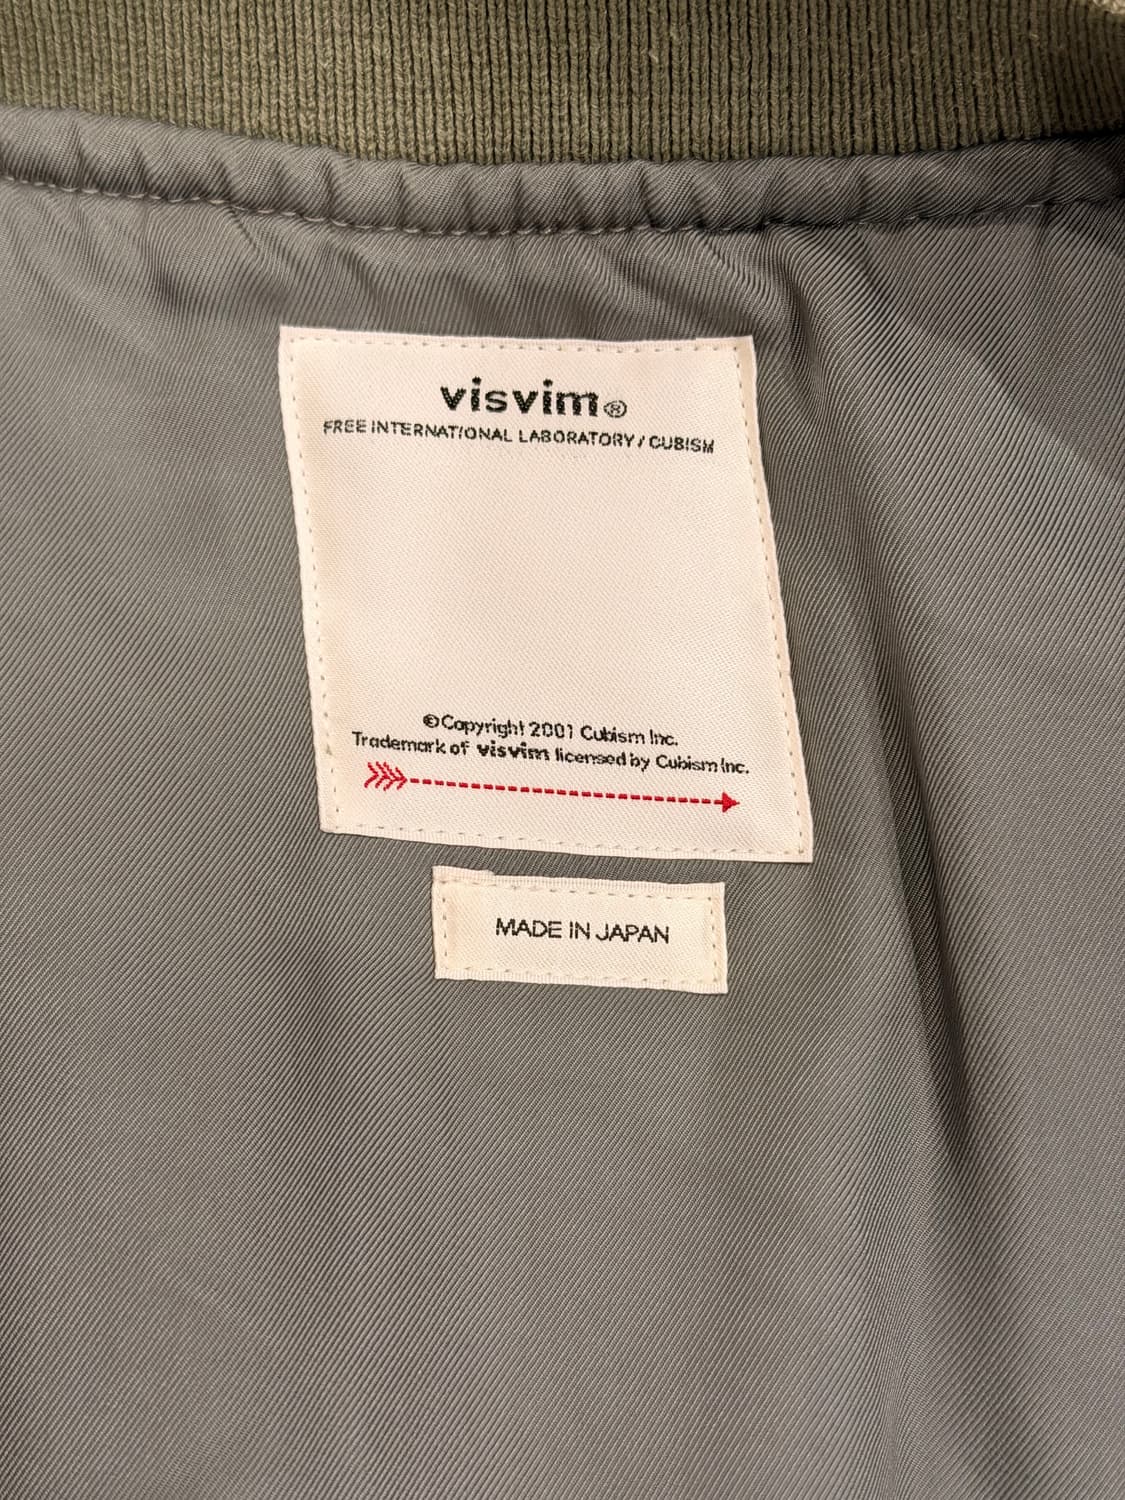 visvim®
FREE INTERNATIONAL LABORATORY / CUBISM
©Copyright 2001 Cubism Inc.
Trademark of visvim licensed by Cubism Inc.
MADE IN JAPAN